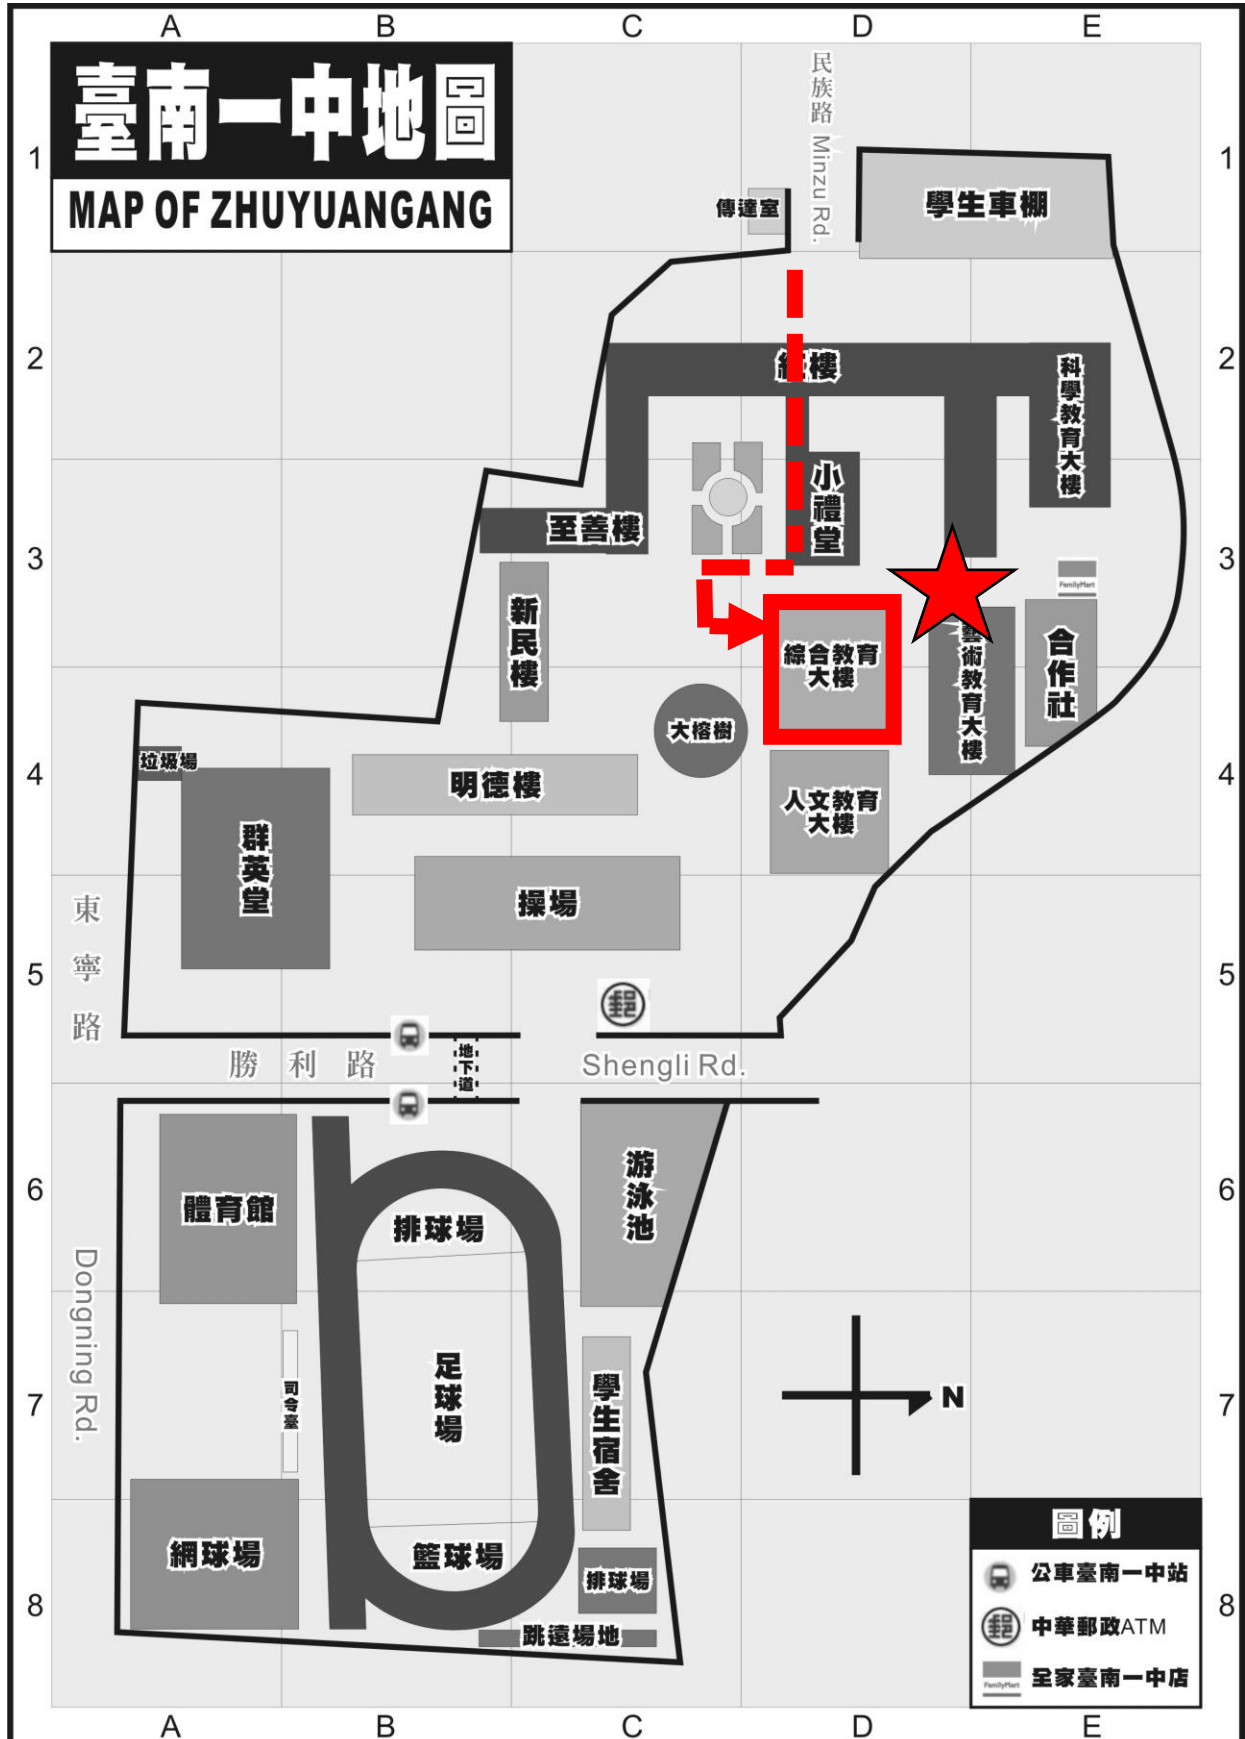 A B C D E
臺南一中地圖
MAP OF ZHUYUANGANG
民族路 Minzu Rd.
1 1
傳達室
學生車棚
2 2
樓
科學教育大樓
小禮堂
3 3
至善樓
FamilyMart
新民樓
綜合教育
大樓
藝術教育大樓
合作社
大榕樹
垃圾場
4 4
明德樓
人文教育
大樓
群英堂
操場
東寧路
5 5
郵
勝利路
地下道
Shengli Rd.
游泳池
6 6
體育館
排球場
Dongning Rd.
足球場
司令臺
學生宿舍
7 7
N
圖例
網球場
籃球場
排球場
公車臺南一中站
8 8
郵 中華郵政ATM
跳遠場地
FamilyMart 全家臺南一中店
A B C D E